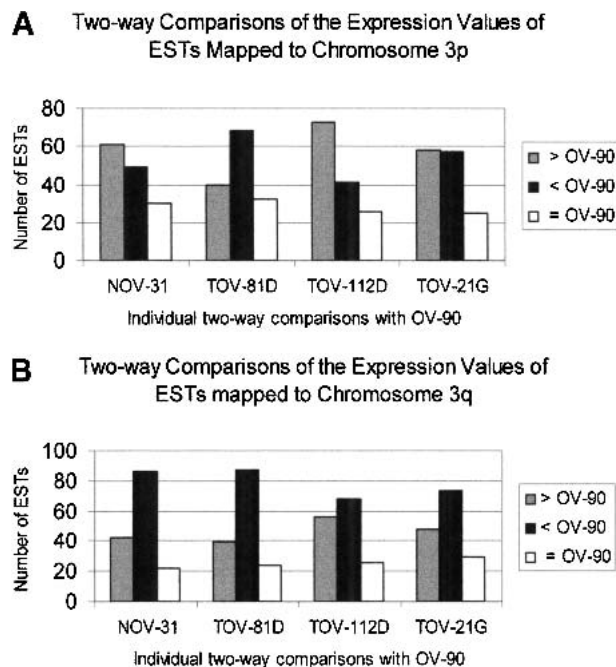 A
Two-way Comparisons of the Expression Values of
ESTs Mapped to Chromosome 3p
80
60
40
20
0
Number of ESTs
> OV-90
< OV-90
= OV-90
NOV-31 TOV-81D TOV-112D TOV-21G
Individual two-way comparisons with OV-90
B
Two-way Comparisons of the Expression Values of
ESTs mapped to Chromosome 3q
100
80
60
40
20
0
Number of ESTs
> OV-90
< OV-90
= OV-90
NOV-31 TOV-81D TOV-112D TOV-21G
Individual two-way comparisons with OV-90